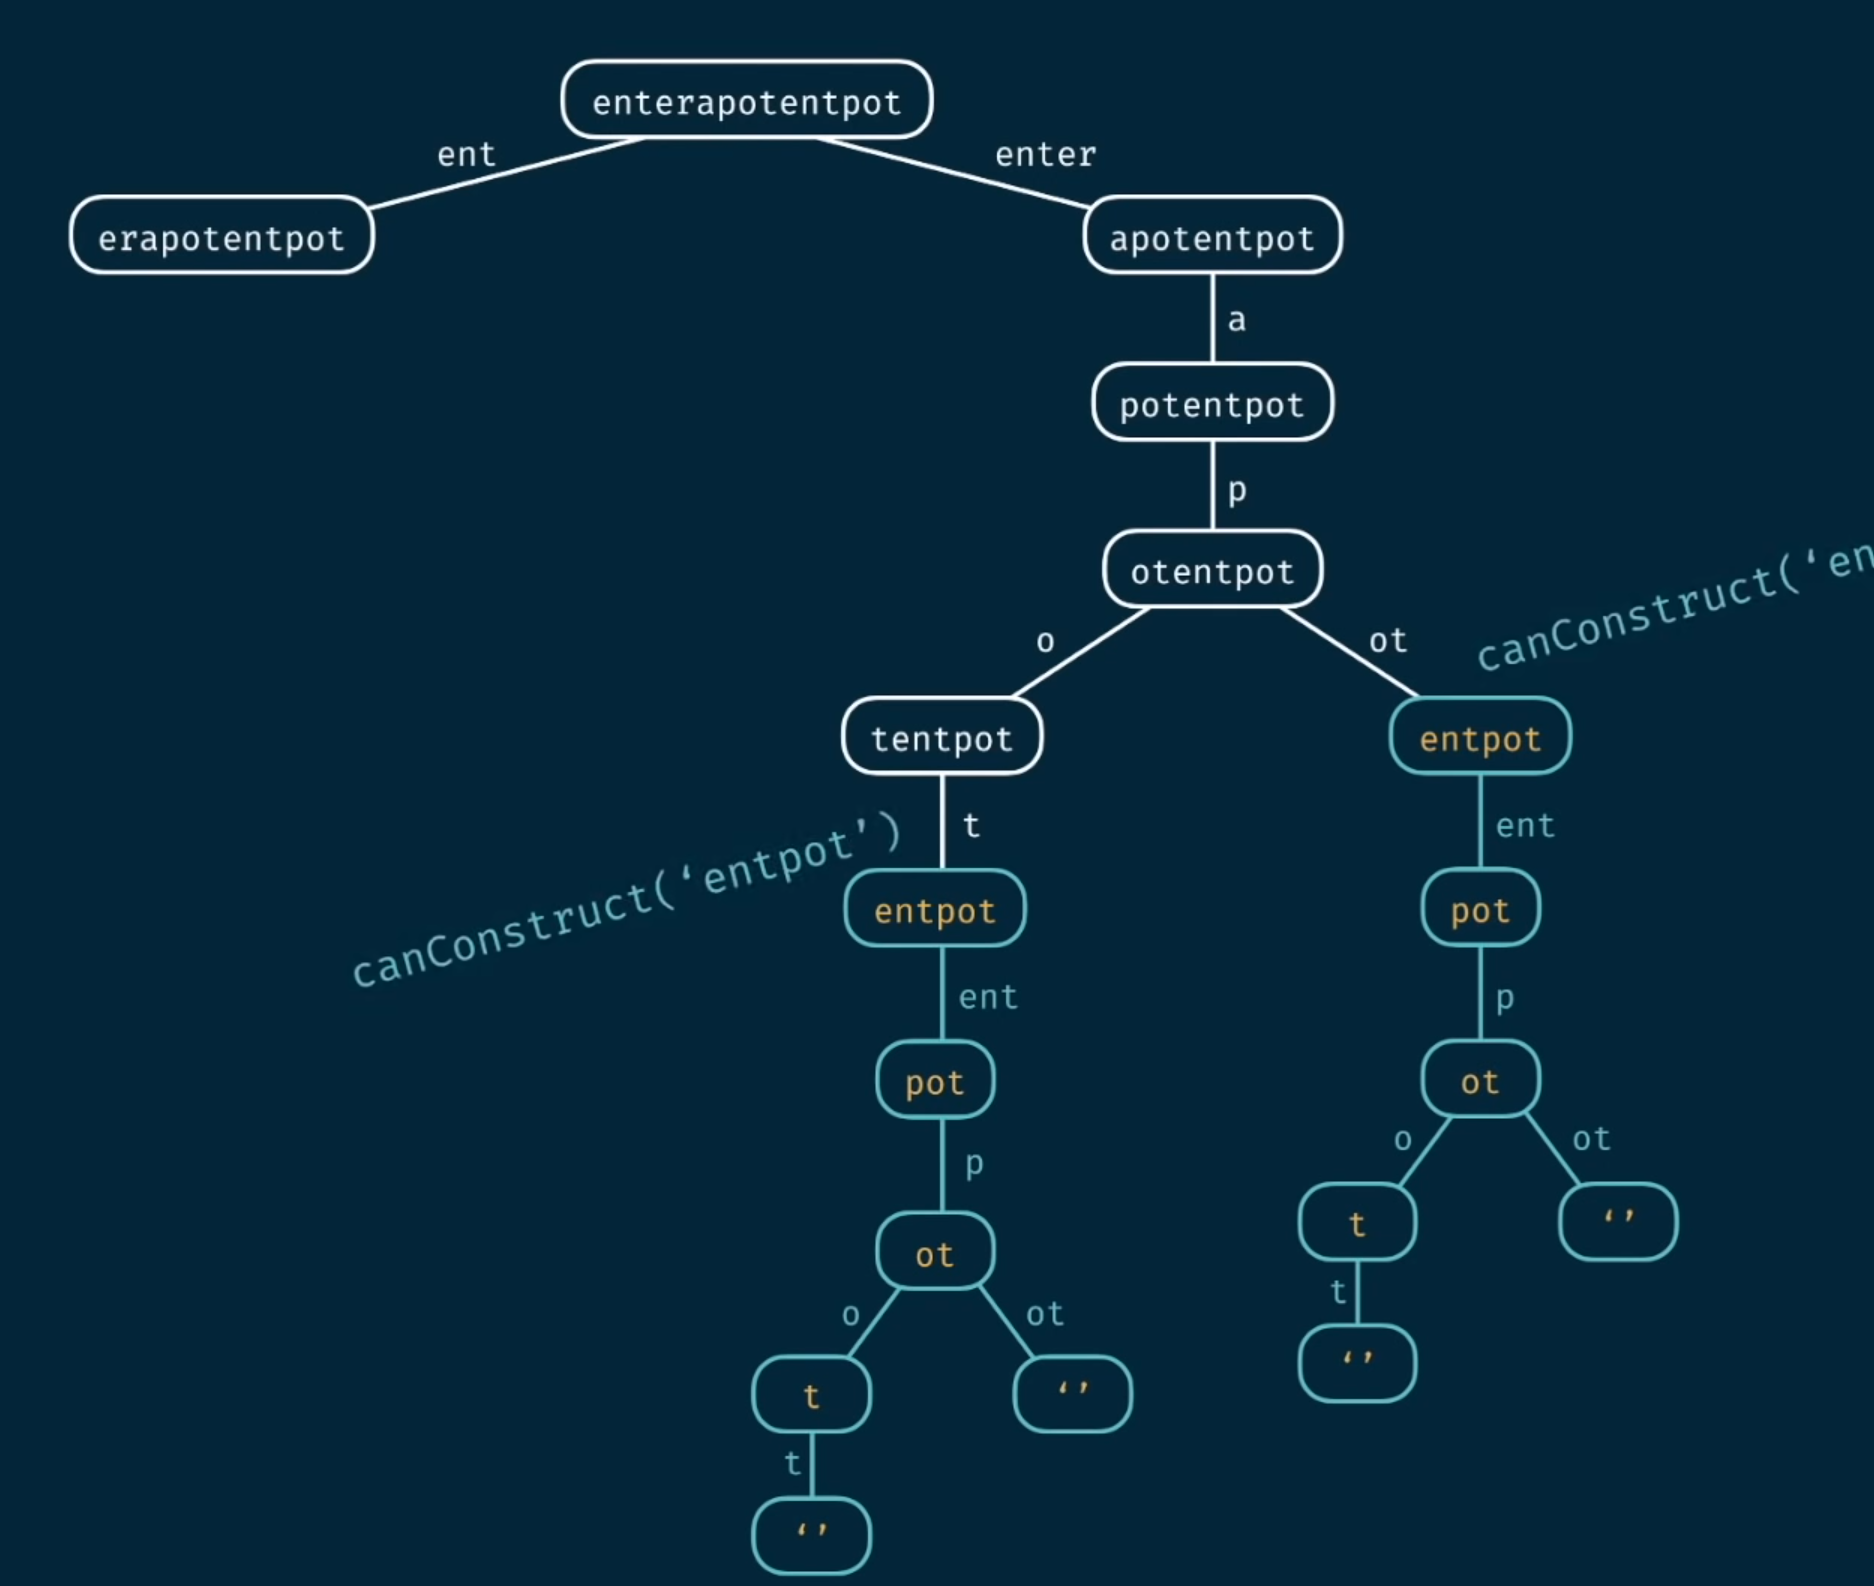 enterapotentpot
ent
enter
erapotentpot
apotentpot
a
potentpot
p
otentpot
o
ot
canConstruct(‘en
tentpot
entpot
t
ent
canConstruct(‘entpot’)
entpot
pot
ent
p
pot
ot
p
o
ot
t
‘’
ot
t
o
ot
‘’
t
‘’
t
‘’